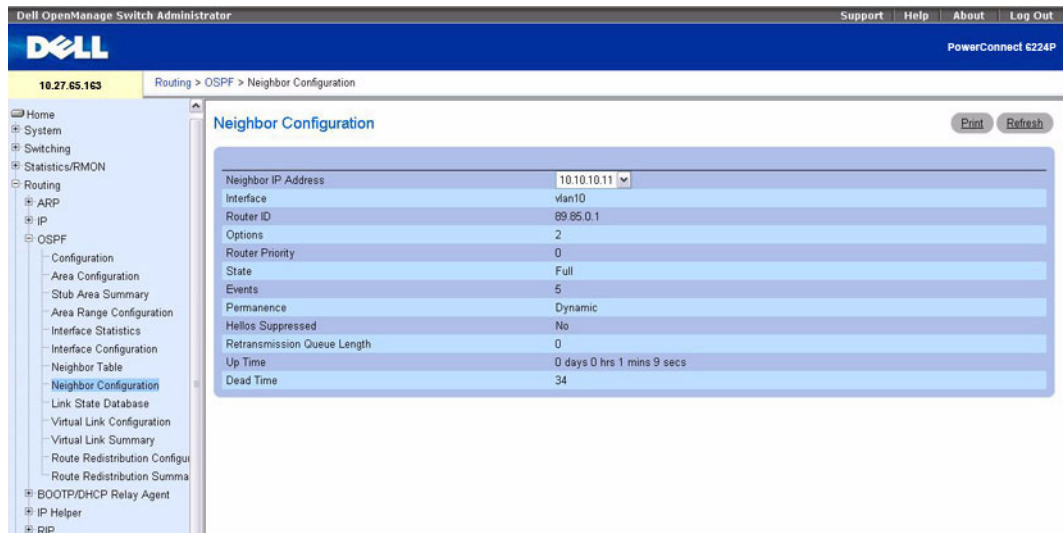 Dell OpenManage Switch Administrator
Support Help About Log Out
DELL
PowerConnect 6224P
10.27.65.163
Routing > OSPF > Neighbor Configuration
Home
System
Switching
Statistics/RMON
Routing
ARP
IP
OSPF
Configuration
Area Configuration
Stub Area Summary
Area Range Configuration
Interface Statistics
Interface Configuration
Neighbor Table
Neighbor Configuration
Link State Database
Virtual Link Configuration
Virtual Link Summary
Route Redistribution Configur
Route Redistribution Summa
BOOTP/DHCP Relay Agent
IP Helper
RIP
Neighbor Configuration
Print Refresh
Neighbor IP Address 10.10.10.11
Interface vlan10
Router ID 89.85.0.1
Options 2
Router Priority 0
State Full
Events 5
Permanence Dynamic
Hellos Suppressed No
Retransmission Queue Length 0
Up Time 0 days 0 hrs 1 mins 9 secs
Dead Time 34